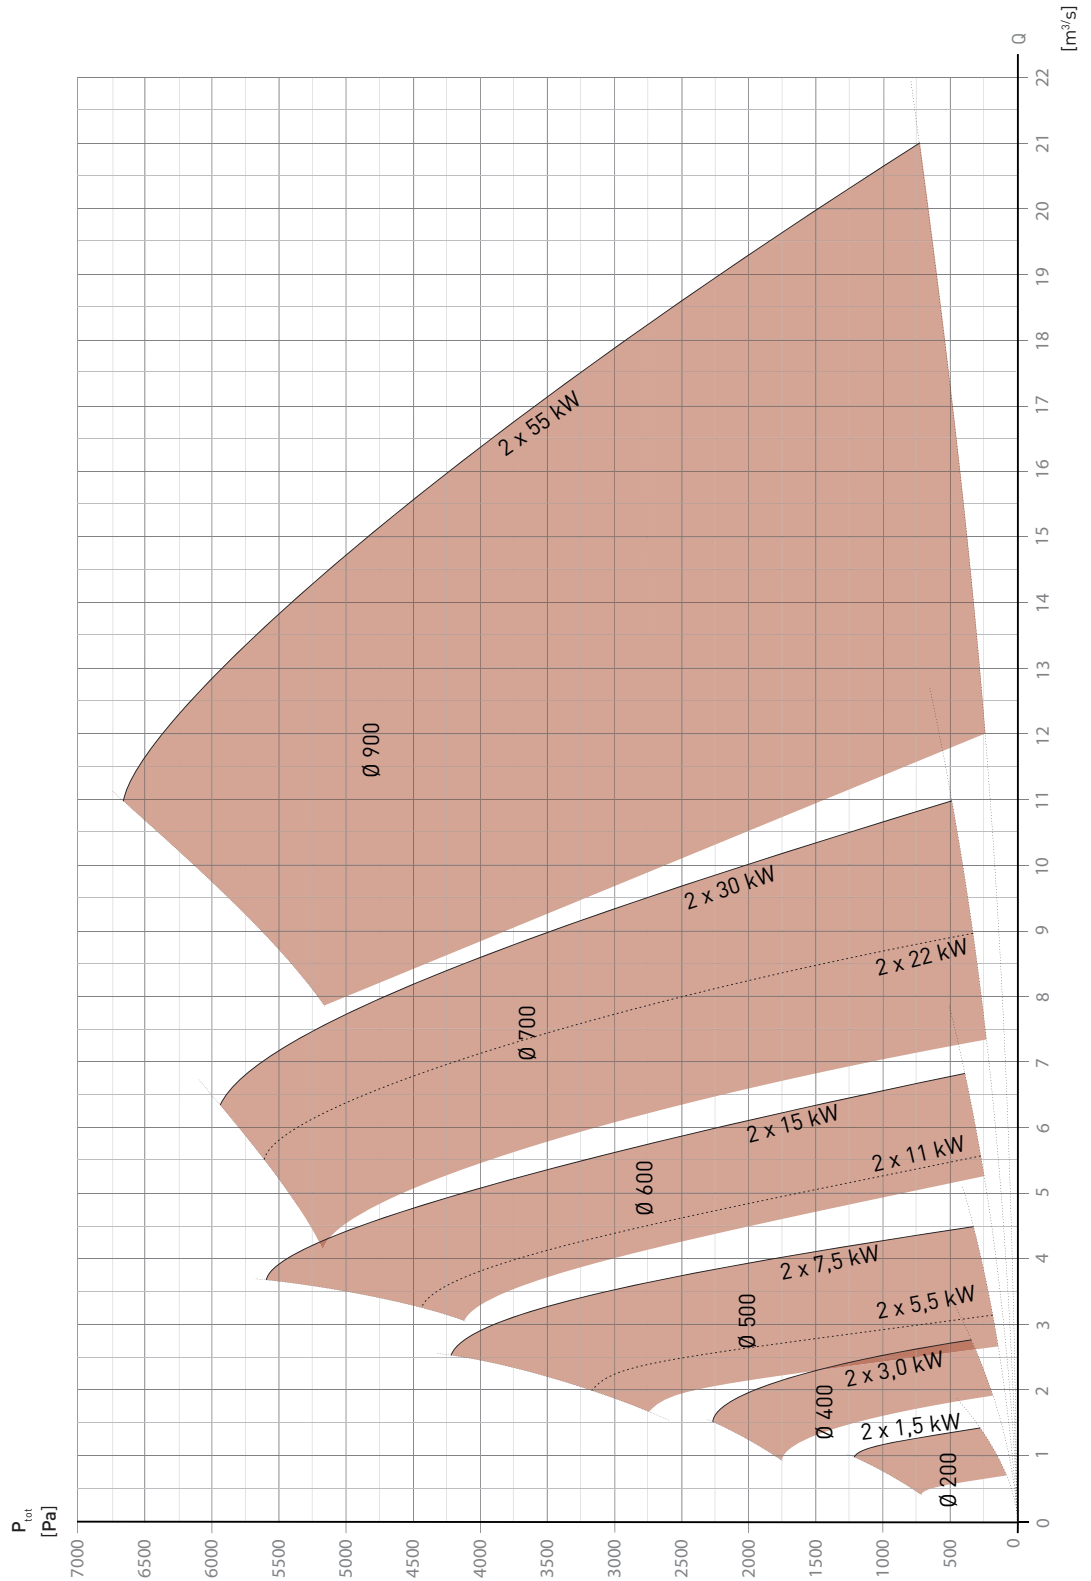 P tot
[Pa]
7000
6500
6000
5500
5000
4500
4000
3500
3000
2500
2000
1500
1000
500
0
0
1
2
3
4
5
6
7
8
9
10
11
12
13
14
15
16
17
18
19
20
21
22
Q
[m³/s]
Ø 200
2 x 1,5 kW
Ø 400
2 x 3,0 kW
Ø 500
2 x 5,5 kW
2 x 7,5 kW
Ø 600
2 x 11 kW
2 x 15 kW
Ø 700
2 x 22 kW
2 x 30 kW
Ø 900
2 x 55 kW